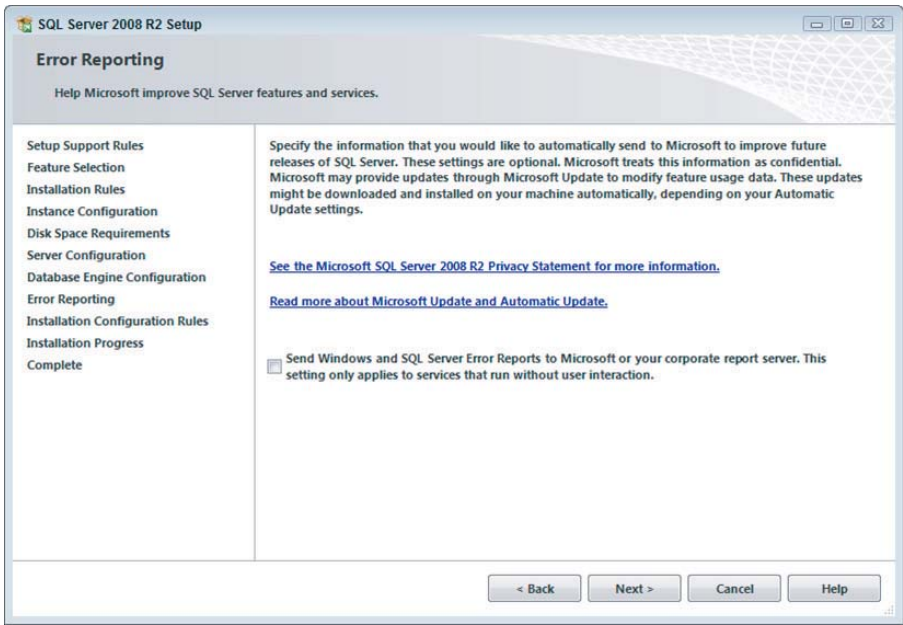 SQL Server 2008 R2 Setup
Error Reporting
Help Microsoft improve SQL Server features and services.
Setup Support Rules
Feature Selection
Installation Rules
Instance Configuration
Disk Space Requirements
Server Configuration
Database Engine Configuration
Error Reporting
Installation Configuration Rules
Installation Progress
Complete
Specify the information that you would like to automatically send to Microsoft to improve future
releases of SQL Server. These settings are optional. Microsoft treats this information as confidential.
Microsoft may provide updates through Microsoft Update to modify feature usage data. These updates
might be downloaded and installed on your machine automatically, depending on your Automatic
Update settings.
See the Microsoft SQL Server 2008 R2 Privacy Statement for more information.
Read more about Microsoft Update and Automatic Update.
Send Windows and SQL Server Error Reports to Microsoft or your corporate report server. This
setting only applies to services that run without user interaction.
< Back
Next >
Cancel
Help